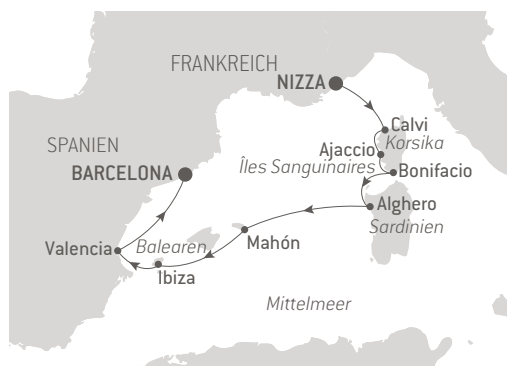 FRANKREICH
NIZZA
Calvi
Korsika
Ajaccio
Îles Sanguinaires
Bonifacio
SPANIEN
BARCELONA
Alghero
Sardinien
Mahón
Balearen
Valencia
Ibiza
Mittelmeer